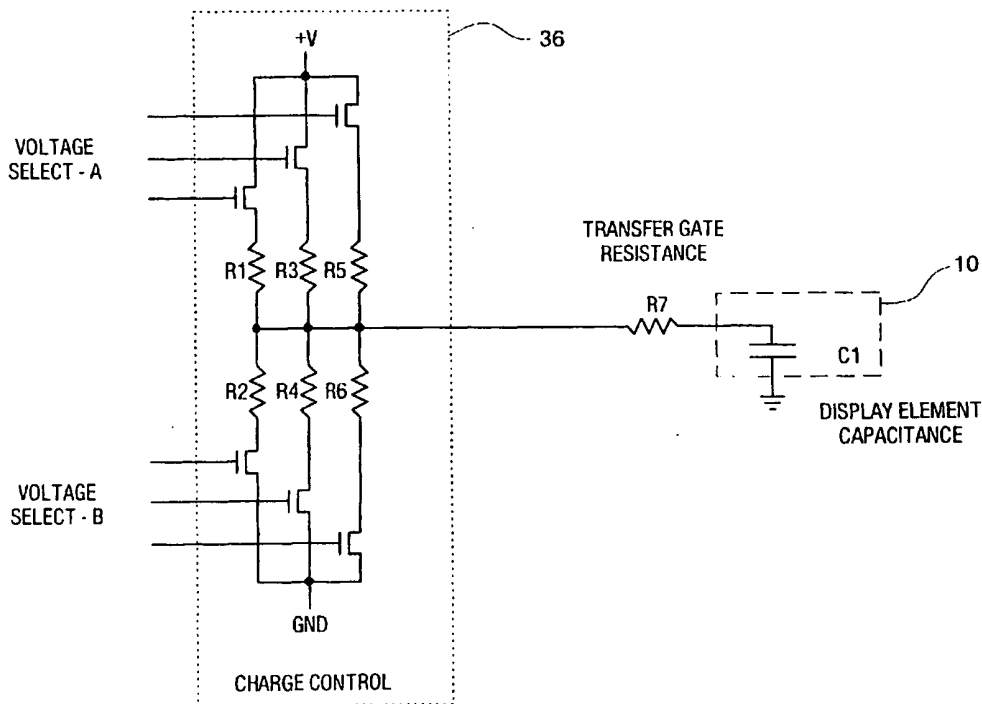 +V
36
VOLTAGE
SELECT - A
TRANSFER GATE
RESISTANCE
10
R1
R3
R5
R7
C1
R2
R4
R6
DISPLAY ELEMENT
CAPACITANCE
VOLTAGE
SELECT - B
GND
CHARGE CONTROL